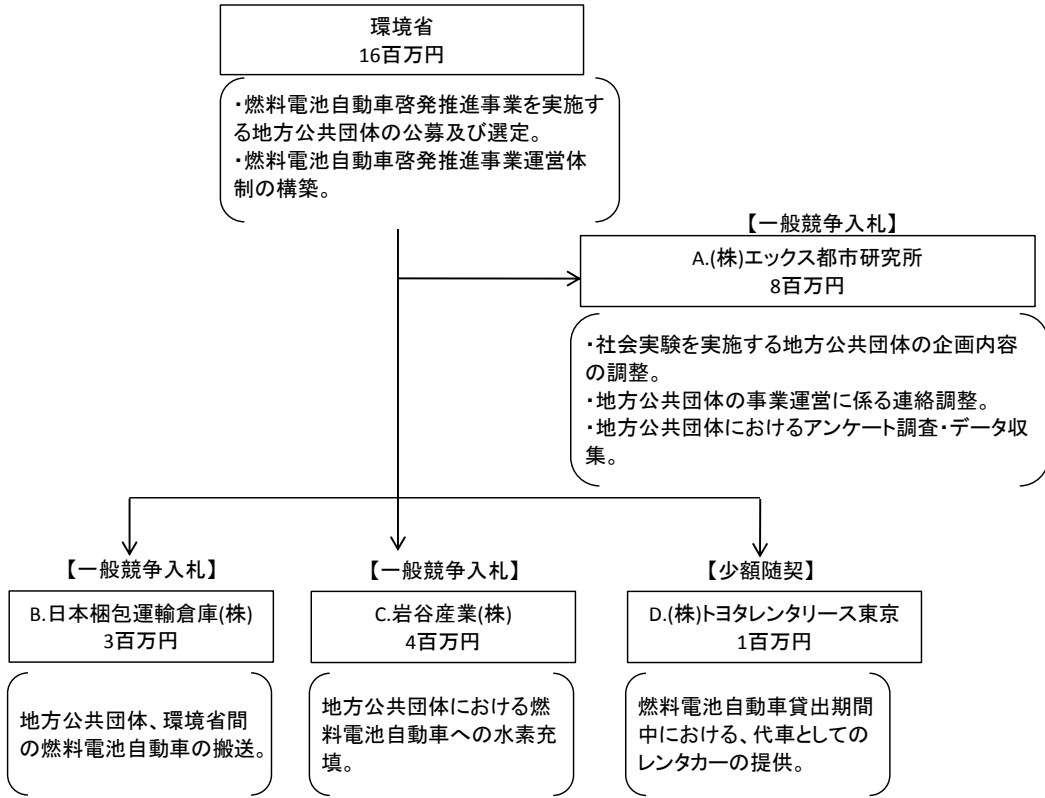 環境省
16百万円
・燃料電池自動車啓発推進事業を実施す
る地方公共団体の公募及び選定。
・燃料電池自動車啓発推進事業運営体
制の構築。
【一般競争入札】
A.(株)エックス都市研究所
8百万円
・社会実験を実施する地方公共団体の企画内容
の調整。
・地方公共団体の事業運営に係る連絡調整。
・地方公共団体におけるアンケート調査・データ収
集。
【一般競争入札】
B.日本梱包運輸倉庫(株)
3百万円
地方公共団体、環境省間
の燃料電池自動車の搬送。
【一般競争入札】
C.岩谷産業(株)
4百万円
地方公共団体における燃
料電池自動車への水素充
填。
【少額随契】
D.(株)トヨタレンタリース東京
1百万円
燃料電池自動車貸出期間
中における、代車としての
レンタカーの提供。